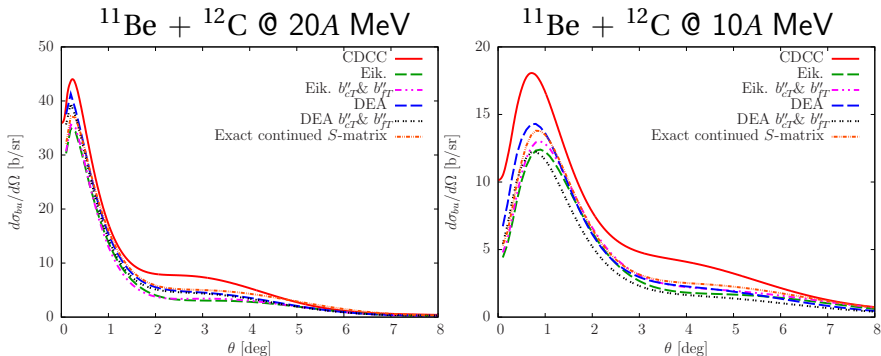 ¹¹Be + ¹²C @ 20A MeV
50
40
30
20
10
0
0 1 2 3 4 5 6 7 8
dσbu/dΩ [b/sr]
θ [deg]
CDCC
Eik.
Eik. b''cT & b''fT
DEA
DEA b''cT & b''fT
Exact continued S-matrix
¹¹Be + ¹²C @ 10A MeV
20
15
10
5
0
0 1 2 3 4 5 6 7 8
dσbu/dΩ [b/sr]
θ [deg]
CDCC
Eik.
Eik. b''cT & b''fT
DEA
DEA b''cT & b''fT
Exact continued S-matrix